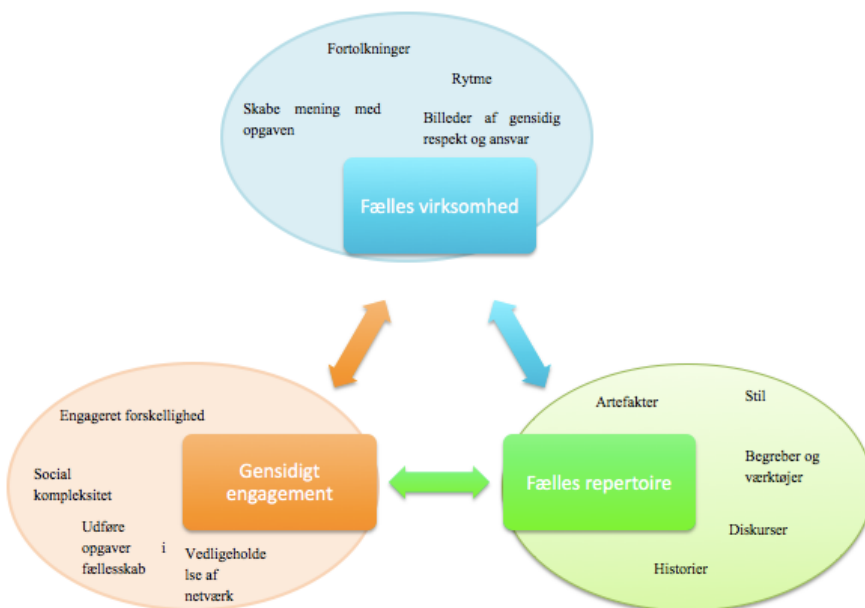 Fortolkninger
Rytme
Skabe mening med
opgaven
Billeder af gensidig
respekt og ansvar
Fælles virksomhed
Engageret forskellighed
Social
kompleksitet
Gensidigt
engagement
Udføre
opgaver i
fællesskab
Vedligeholde
lse af
netværk
Artefakter
Stil
Begreber og
værktøjer
Fælles repertoire
Diskurser
Historier